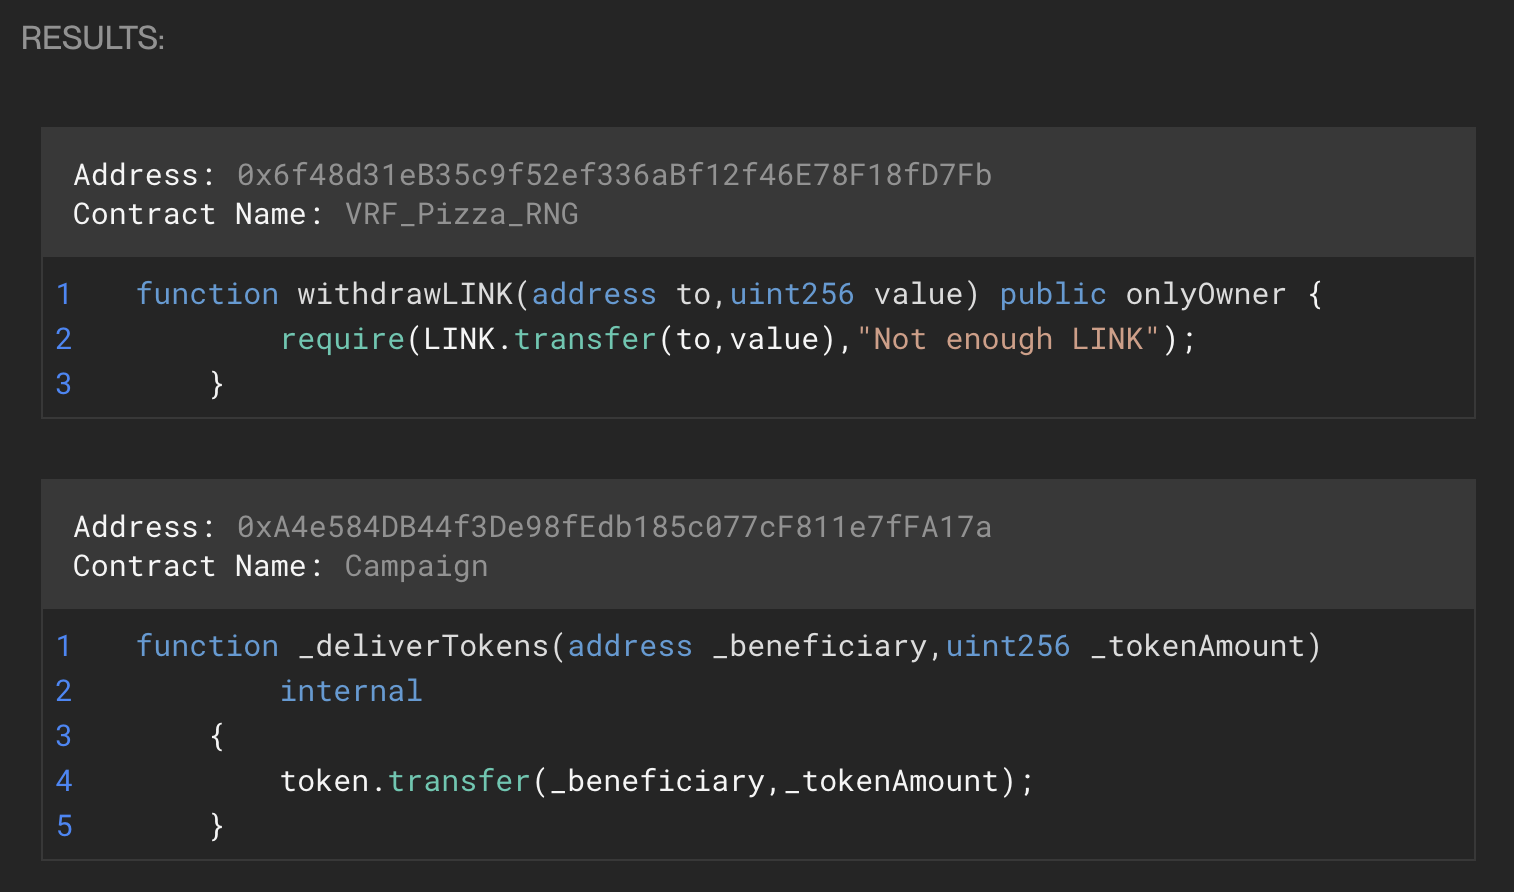 RESULTS:
Address: 0x6f48d31eB35c9f52ef336aBf12f46E78F18fD7Fb
Contract Name: VRF_Pizza_RNG
1 function withdrawLINK(address to,uint256 value) public onlyOwner {
2 require(LINK.transfer(to,value),"Not enough LINK");
3 }
Address: 0xA4e584DB44f3De98fEdb185c077cF811e7fFA17a
Contract Name: Campaign
1 function _deliverTokens(address _beneficiary,uint256 _tokenAmount)
2 internal
3 {
4 token.transfer(_beneficiary,_tokenAmount);
5 }